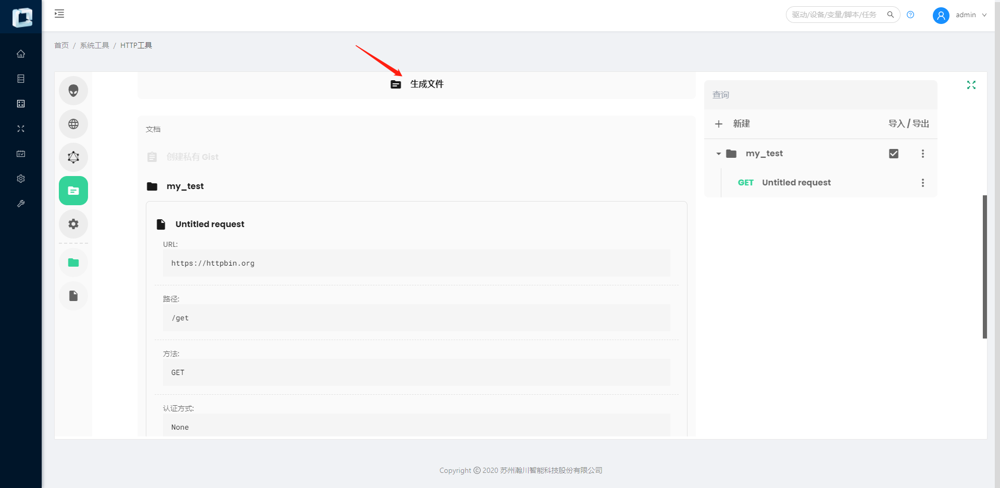 驱动/设备/变量/脚本/任务
admin
首页 / 系统工具 / HTTP工具
生成文件
文档
创建私有 Gist
my_test
Untitled request
URL:
https://httpbin.org
路径:
/get
方法:
GET
认证方式:
None
查询
新建
导入 / 导出
my_test
GET Untitled request
Copyright © 2020 苏州瀚川智能科技股份有限公司